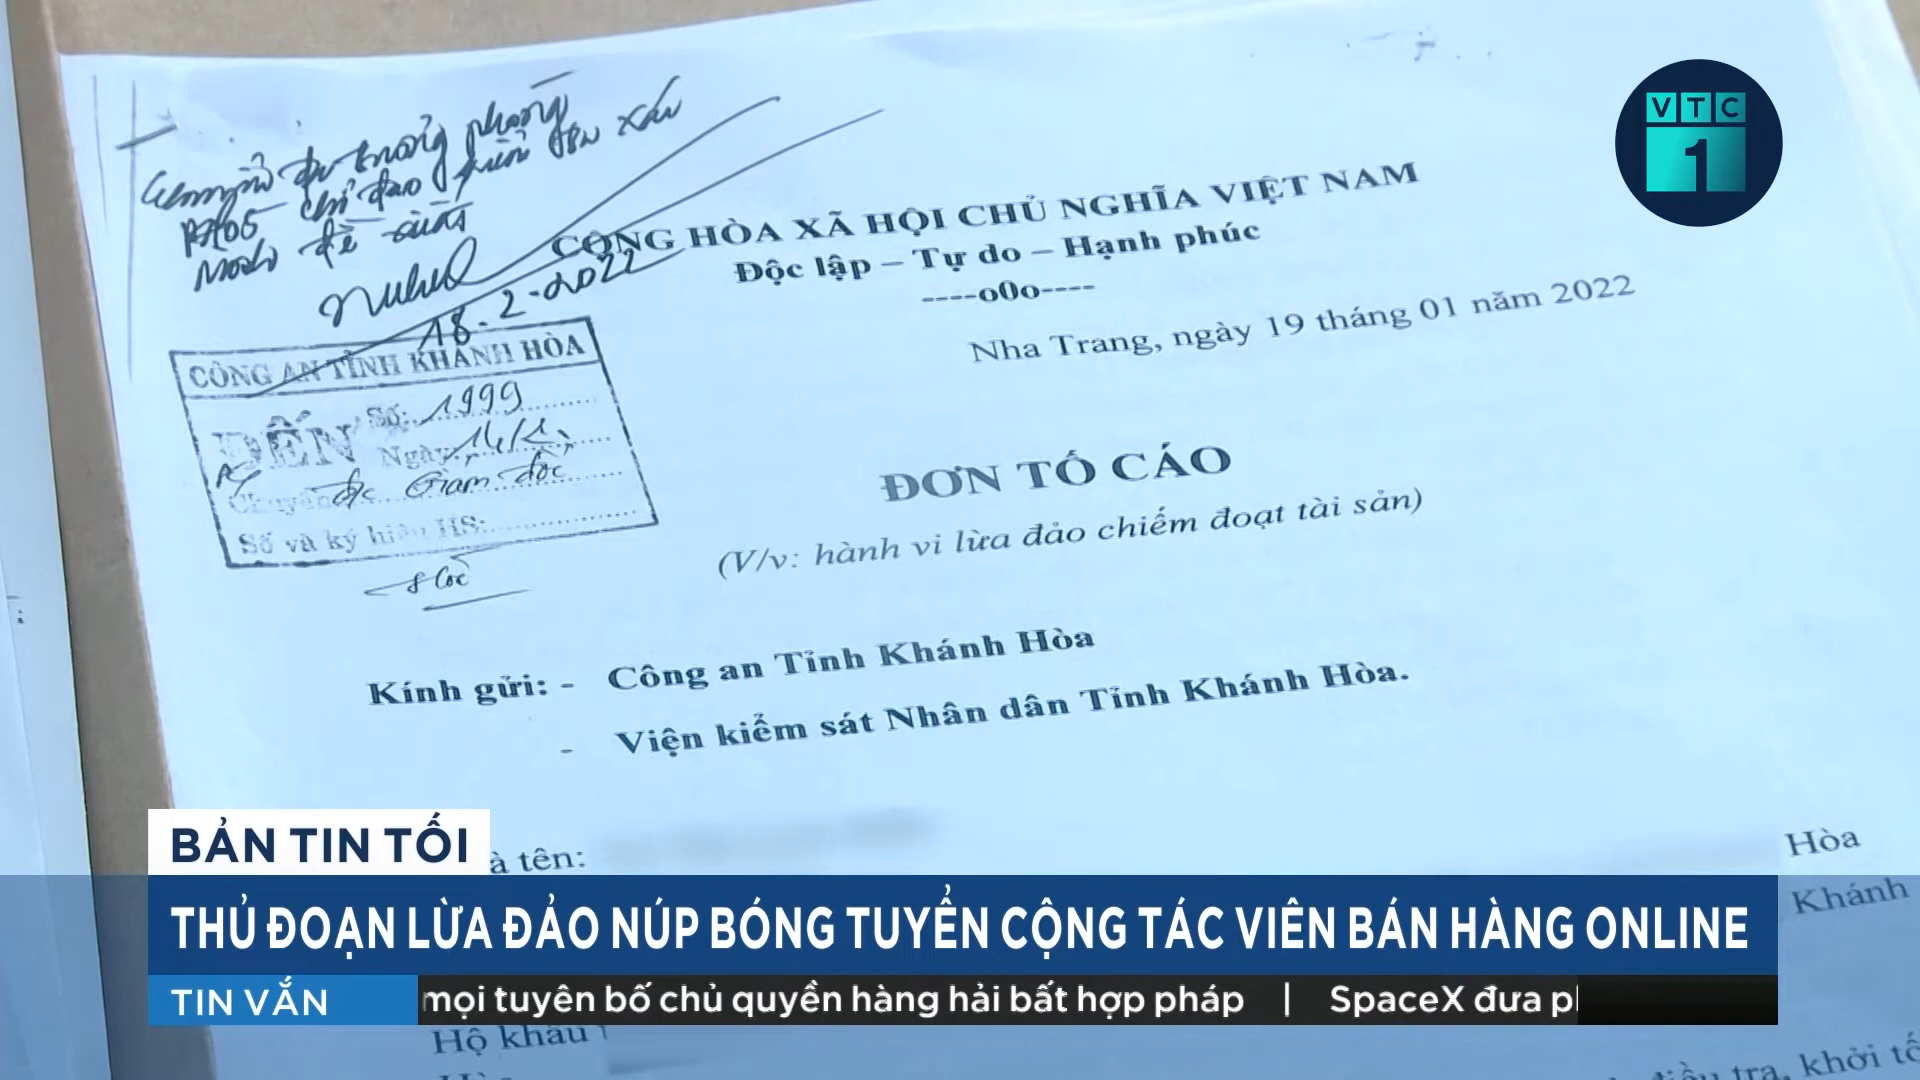 VTC
1
18-2-2022
CỘNG HÒA XÃ HỘI CHỦ NGHĨA VIỆT NAM
Độc lập – Tự do – Hạnh phúc
----o0o----
Nha Trang, ngày 19 tháng 01 năm 2022
CÔNG AN TỈNH KHÁNH HÒA
ĐẾN Số: 1999
Ngày:
Chuyển: Giám đốc
Số và ký hiệu HS:
ĐƠN TỐ CÁO
(V/v: hành vi lừa đảo chiếm đoạt tài sản)
Kính gửi: - Công an Tỉnh Khánh Hòa
- Viện kiểm sát Nhân dân Tỉnh Khánh Hòa.
à tên:
Hòa
Khánh
BẢN TIN TỐI
THỦ ĐOẠN LỪA ĐẢO NÚP BÓNG TUYỂN CỘNG TÁC VIÊN BÁN HÀNG ONLINE
TIN VẮN mọi tuyên bố chủ quyền hàng hải bất hợp pháp | SpaceX đưa
Hộ khẩu
điều tra, khởi tố